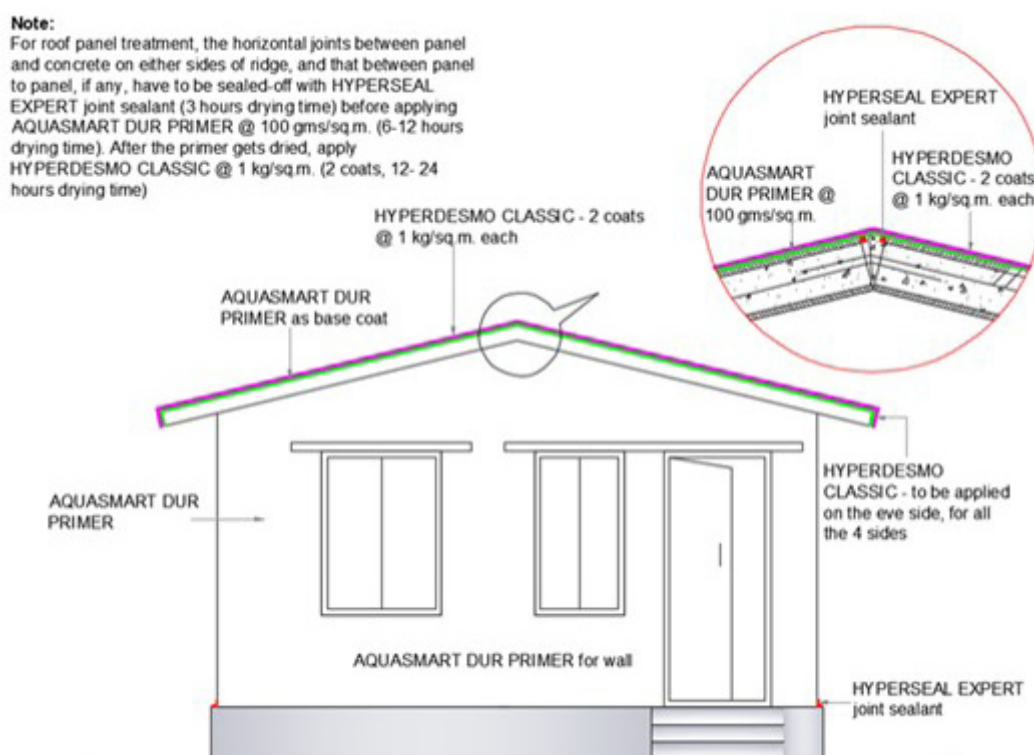 Note:
For roof panel treatment, the horizontal joints between panel
and concrete on either sides of ridge, and that between panel
to panel, if any, have to be sealed-off with HYPERSEAL
EXPERT joint sealant (3 hours drying time) before applying
AQUASMART DUR PRIMER @ 100 gms/sq.m. (6-12 hours
drying time). After the primer gets dried, apply
HYPERDESMO CLASSIC @ 1 kg/sq.m. (2 coats, 12- 24
hours drying time)
HYPERSEAL EXPERT
joint sealant
AQUASMART
DUR PRIMER @
100 gms/sq.m.
HYPERDESMO
CLASSIC - 2 coats
@ 1 kg/sq.m. each
HYPERDESMO CLASSIC - 2 coats
@ 1 kg/sq.m. each
AQUASMART DUR
PRIMER as base coat
AQUASMART DUR
PRIMER
HYPERDESMO
CLASSIC - to be applied
on the eve side, for all
the 4 sides
AQUASMART DUR PRIMER for wall
HYPERSEAL EXPERT
joint sealant